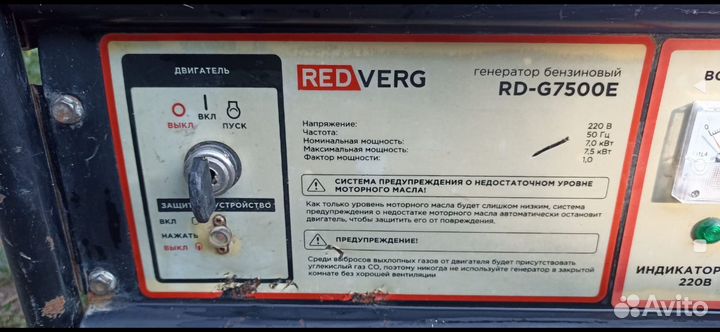 ДВИГАТЕЛЬ
ВЫКЛ
ВКЛ
ПУСК
ЗАЩИТ УСТРОЙСТВО
ВКЛ
НАЖАТЬ
ВЫКЛ
REDVERG
генератор бензиновый
RD-G7500E
Напряжение: 220 В
Частота: 50 Гц
Номинальная мощность: 7,0 кВт
Максимальная мощность: 7,5 кВт
Фактор мощности: 1,0
СИСТЕМА ПРЕДУПРЕЖДЕНИЯ О НЕДОСТАТОЧНОМ УРОВНЕ
МОТОРНОГО МАСЛА!
Как только уровень моторного масла будет слишком низким, система
предупреждения о недостатке моторного масла автоматически остановит
двигатель, чтобы защитить его от повреждения.
ПРЕДУПРЕЖДЕНИЕ!
Среди выбросов выхлопных газов от двигателя будет присутствовать
углекислый газ CO, поэтому никогда не используйте генератор в закрытой
комнате без хорошей вентиляции
ВО
ИНДИКАТОР
220В
Avito